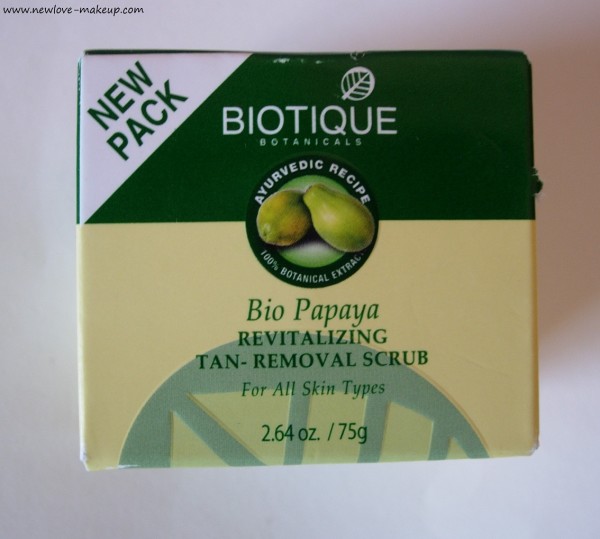 www.newlove-makeup.com
NEW
PACK
BIOTIQUE
BOTANICALS
AYURVEDIC RECIPE
100% BOTANICAL EXTRACT
Bio Papaya
REVITALIZING
TAN- REMOVAL SCRUB
For All Skin Types
2.64 oz. / 75g